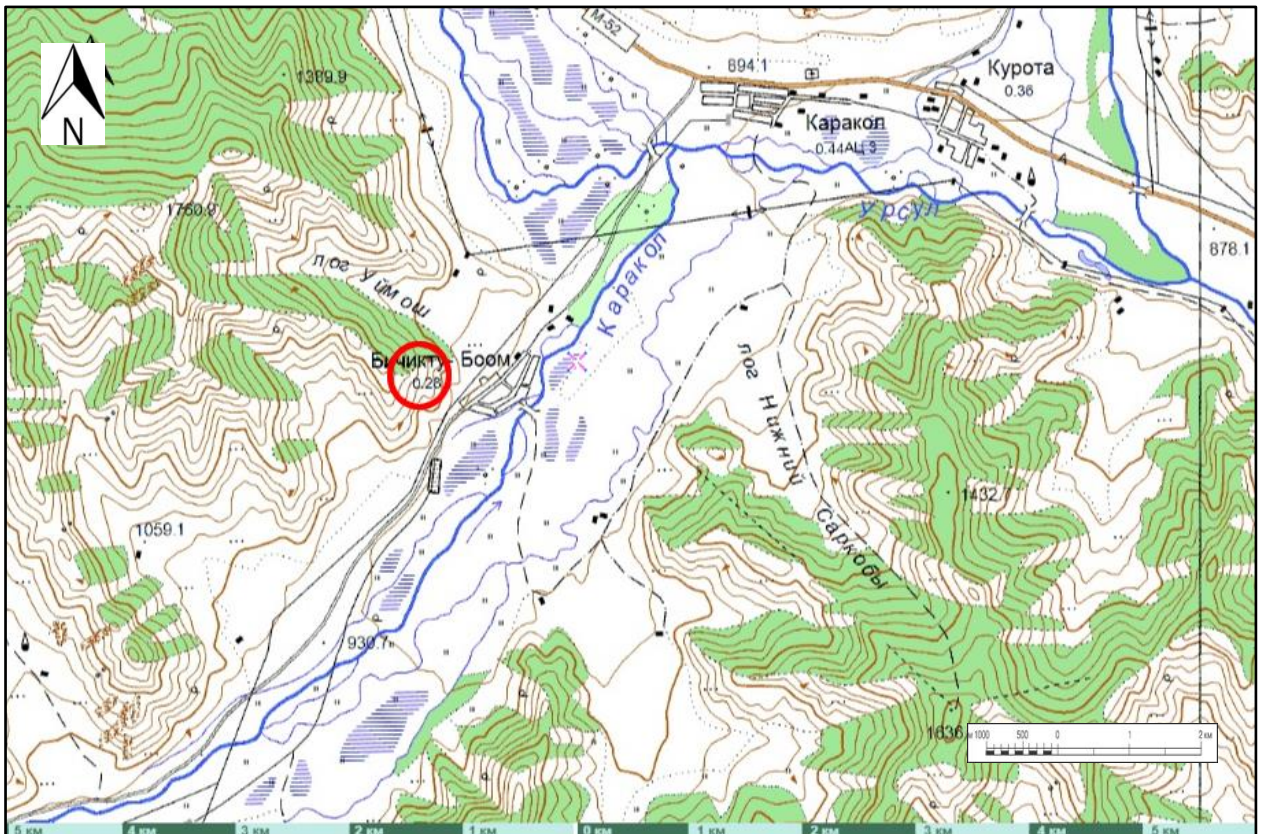 М-52
894.1
Курота
0.36
1389.9
N
Каракол
0.44АЦ 3
А
1760.9
Урсул
878.1
лог Уймош
Каракол
Бичикту-Боом
0.28
лог Нижний Саркобы
1432.7
1059.1
930.7
1636
м 1000 500 0 1 2 км
5 км 4 км 3 км 2 км 1 км 0 км 1 км 2 км 3 км 4 км 5 км